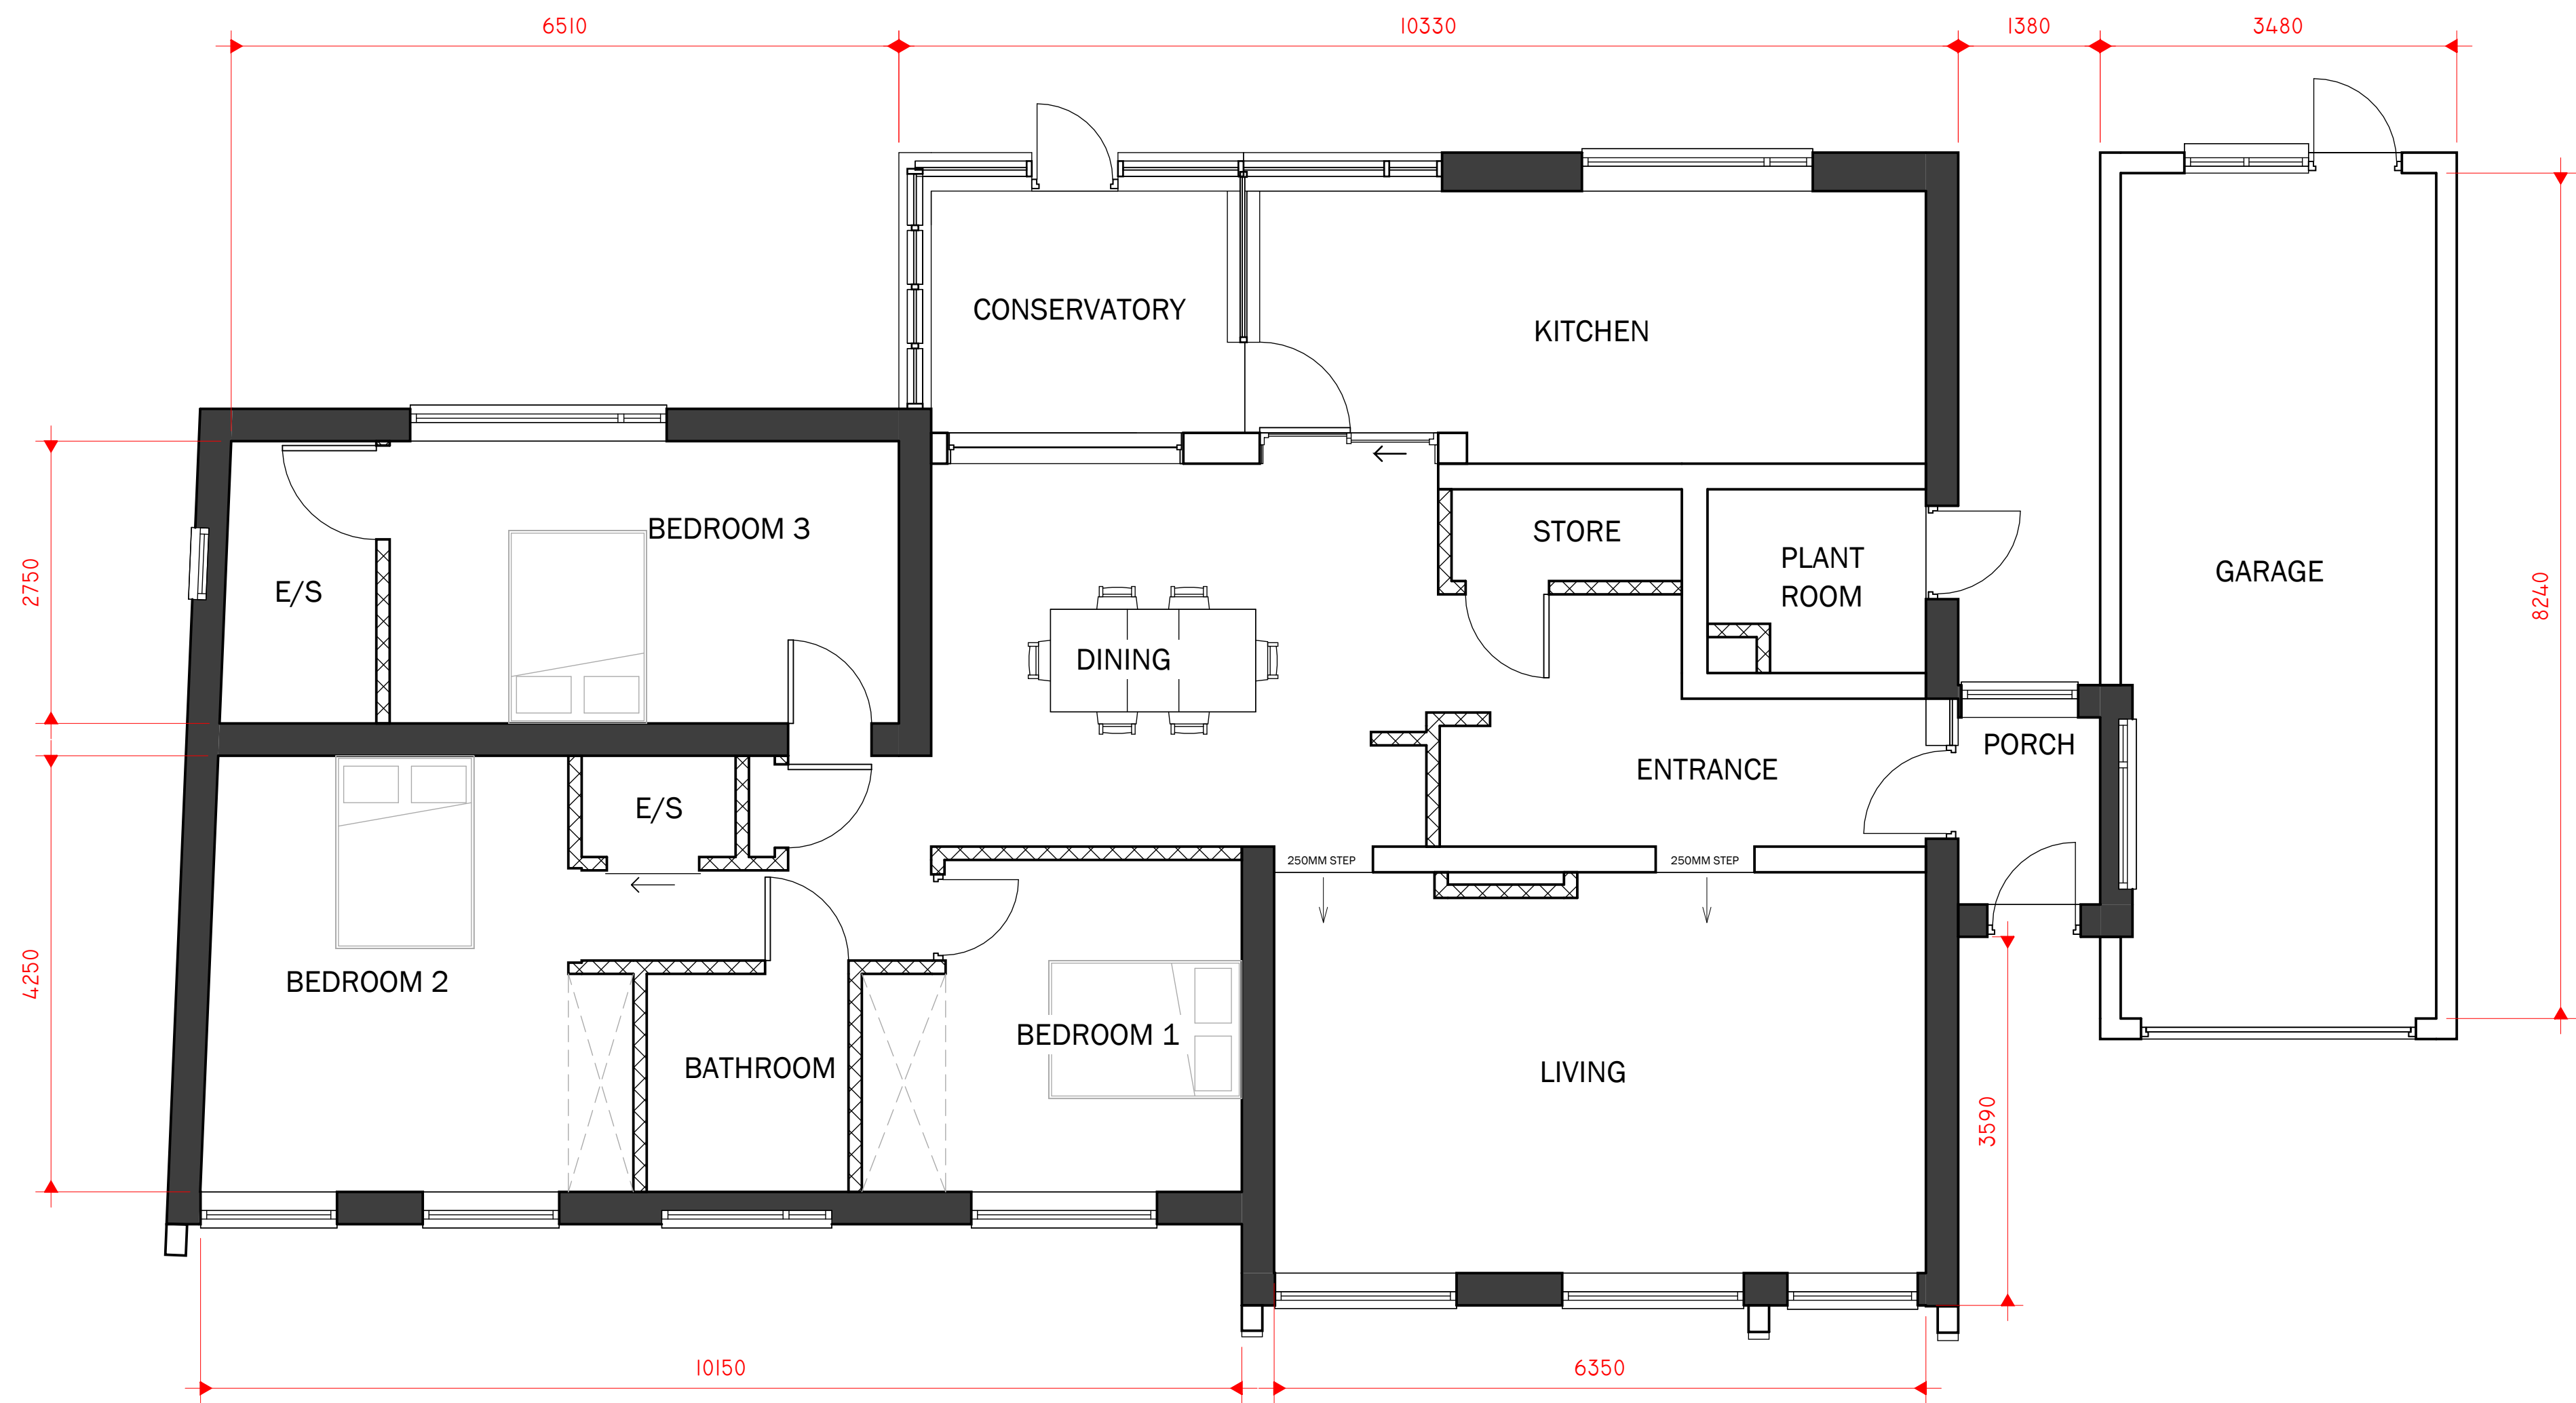 6510
10330
1380
3480
CONSERVATORY
KITCHEN
BEDROOM 3
STORE
PLANT
ROOM
GARAGE
E/S
2750
8240
DINING
PORCH
ENTRANCE
E/S
250MM STEP
250MM STEP
4250
BEDROOM 2
BEDROOM 1
BATHROOM
LIVING
3590
10150
6350